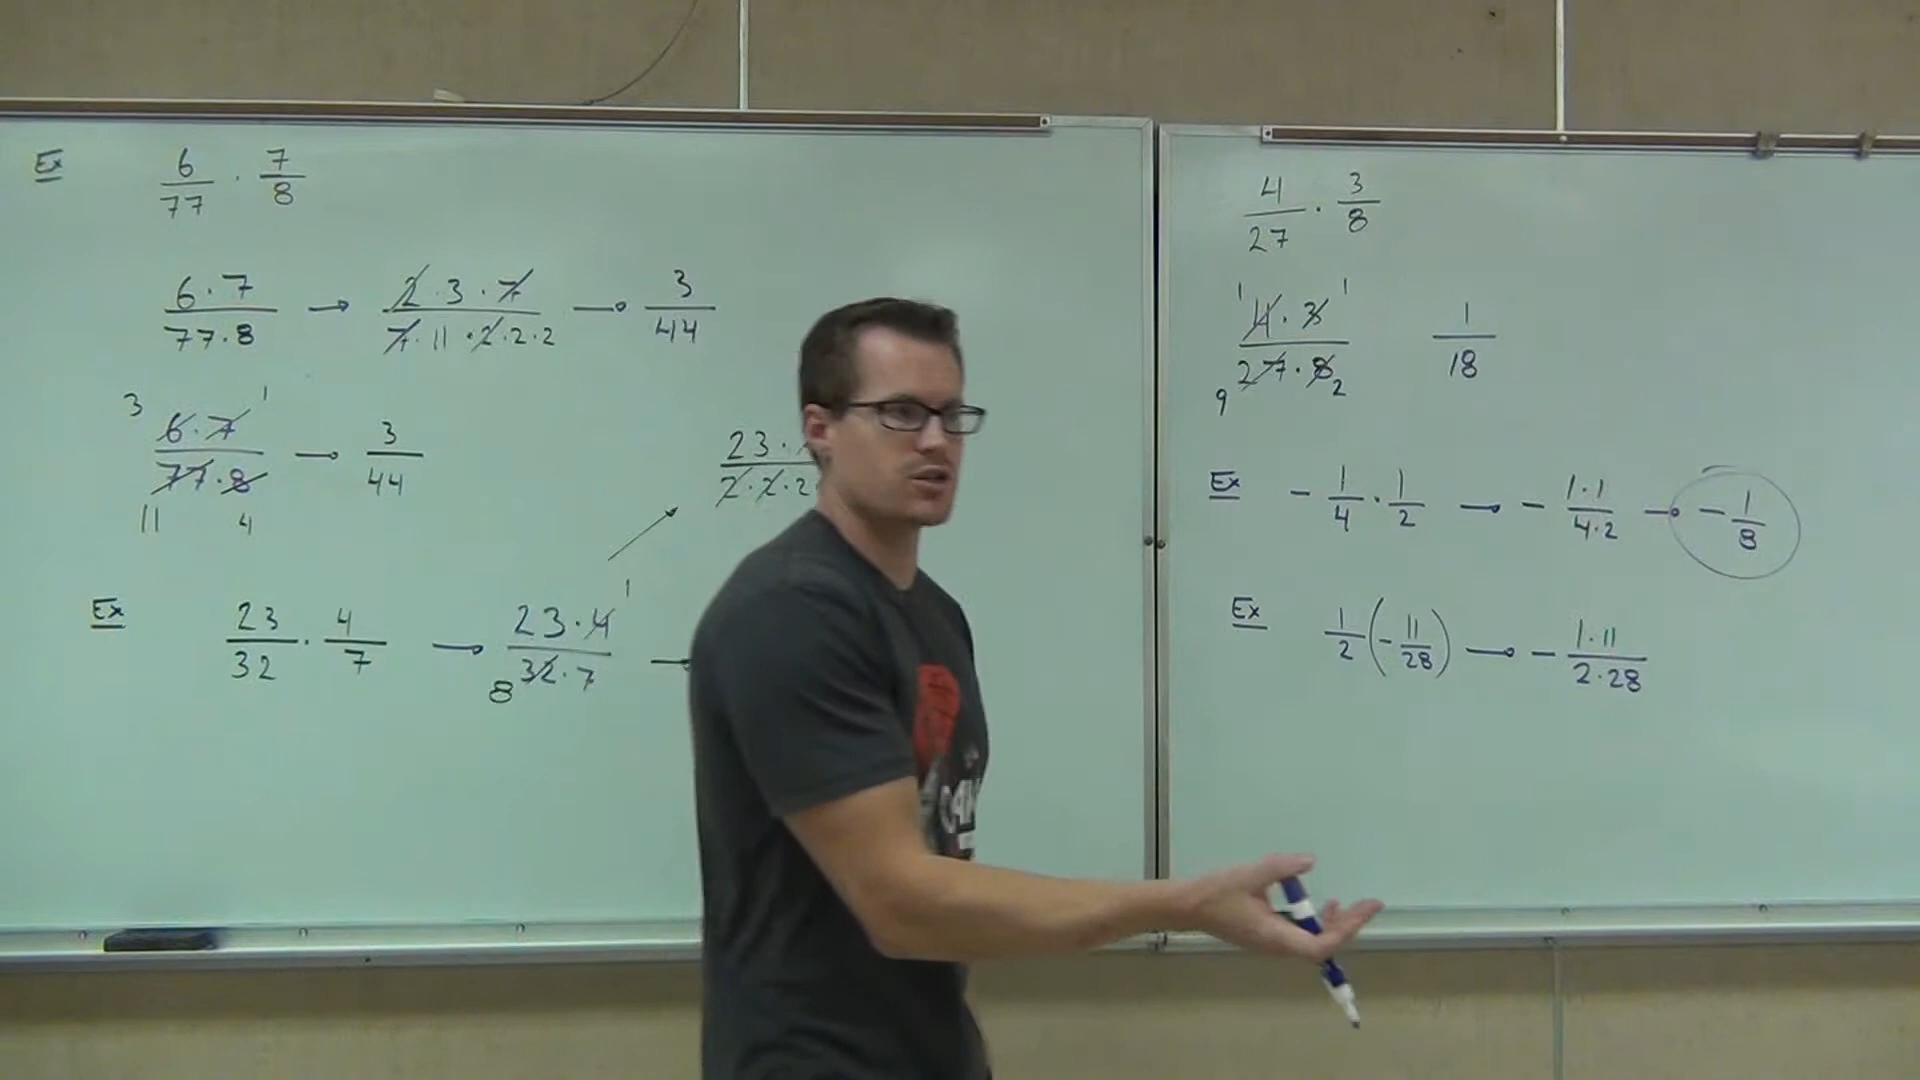 Ex 6/77 · 7/8
6·7/77·8 → 2·3·7/7·11·2·2·2 → 3/44
3 1
6·7/77·8 → 3/44
11 4
23·
2·2·2
Ex 23/32 · 4/7 → 23·4/32·7 →
1
8
4/27 · 3/8
1 1
4·3/27·8 1/18
9 2
Ex - 1/4 · 1/2 → - 1·1/4·2 → - 1/8
Ex 1/2 (- 11/28) → - 1·11/2·28